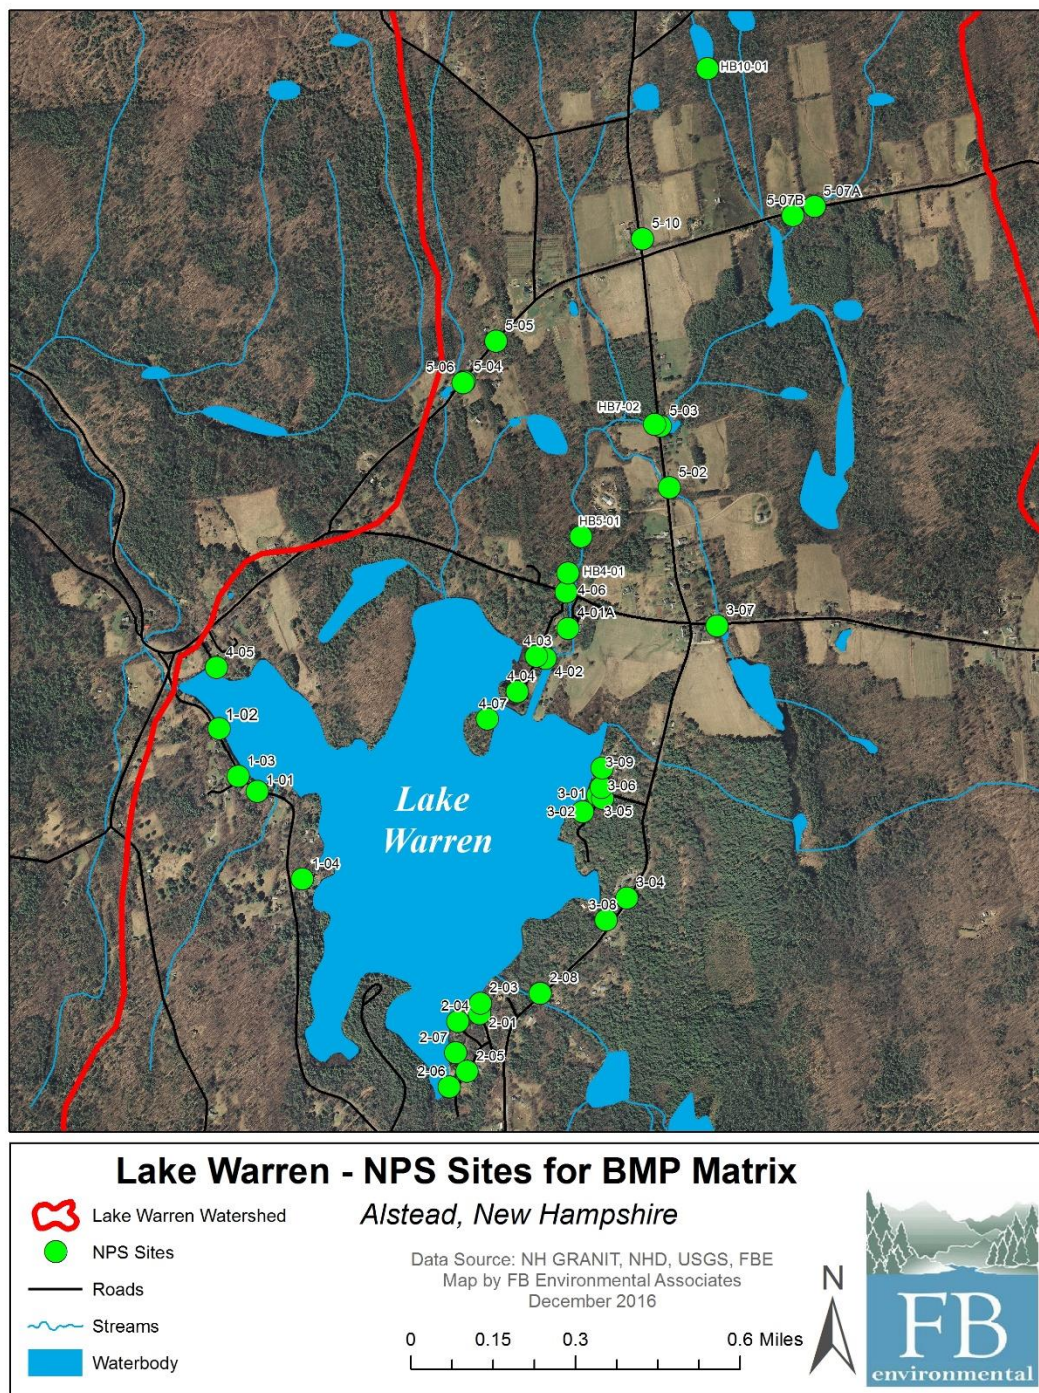 HB10-01
5-07A
5-07B
5-10
5-05
5-06
5-04
HB7-02
5-03
5-02
HB5-01
HB4-01
4-06
4-01A
3-07
4-03
4-02
4-05
4-04
4-07
1-02
3-09
1-03
3-06
1-01
3-01
3-05
3-02
Lake
Warren
1-04
3-04
3-08
2-08
2-03
2-04
2-01
2-07
2-05
2-06
Lake Warren - NPS Sites for BMP Matrix
Alstead, New Hampshire
Lake Warren Watershed
NPS Sites
Roads
Streams
Waterbody
Data Source: NH GRANIT, NHD, USGS, FBE
Map by FB Environmental Associates
December 2016
0 0.15 0.3 0.6 Miles
N
FB
environmental